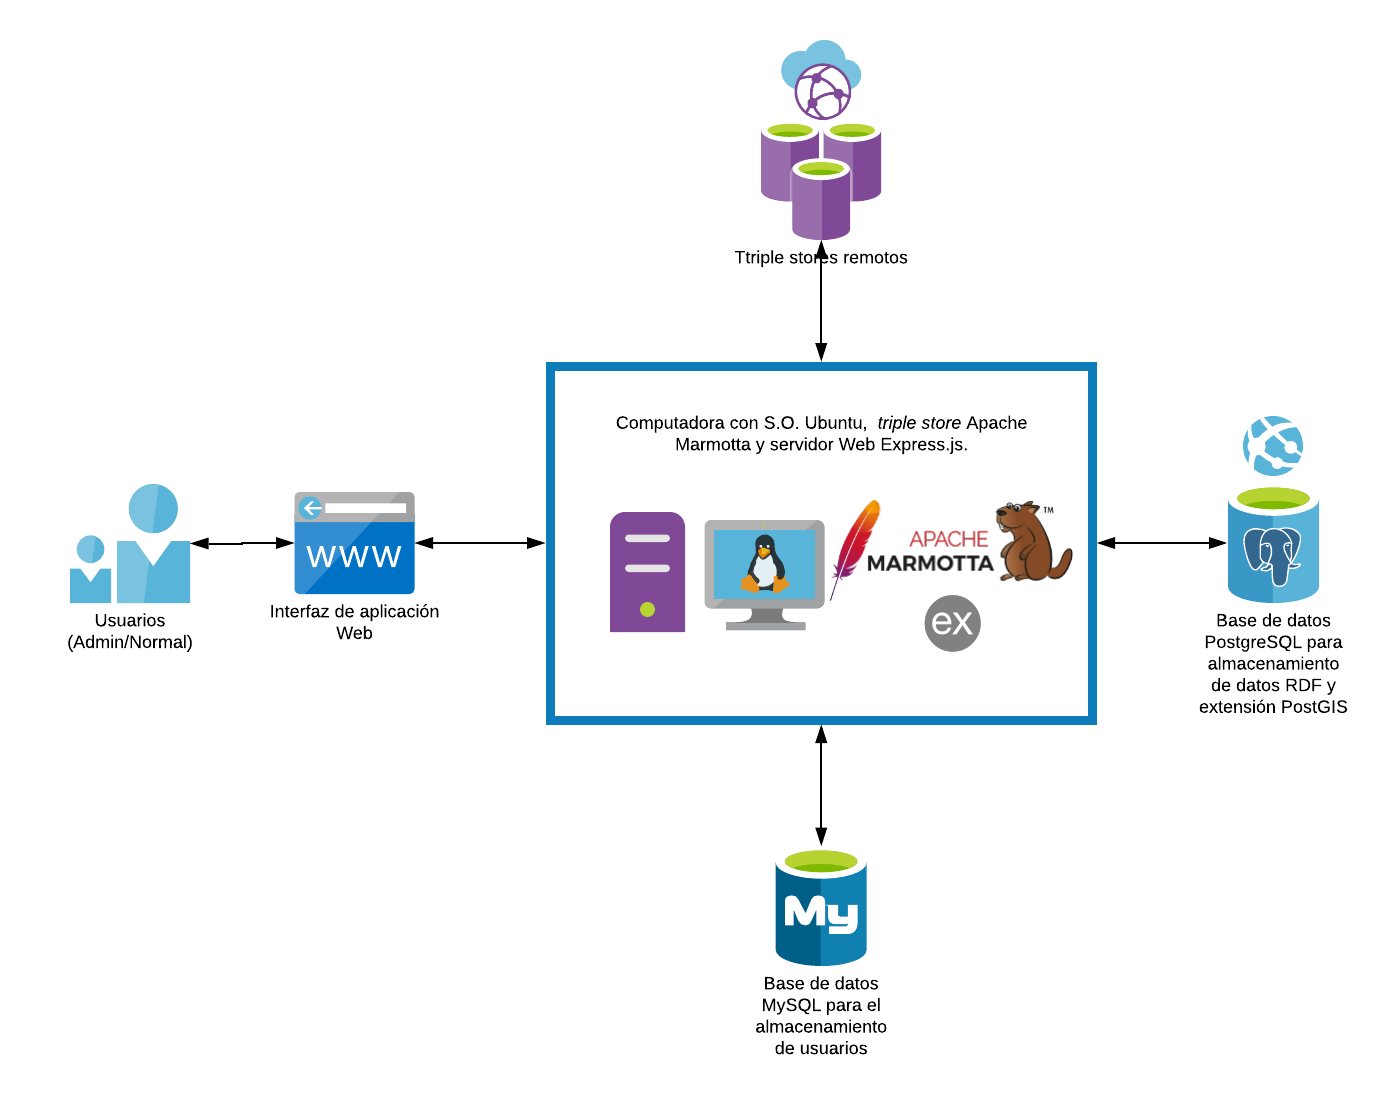 Ttriple stores remotos
Computadora con S.O. Ubuntu, triple store Apache
Marmotta y servidor Web Express.js.
APACHE
MARMOTTA
TM
ex
www
Usuarios
(Admin/Normal)
Interfaz de aplicación
Web
Base de datos
PostgreSQL para
almacenamiento
de datos RDF y
extensión PostGIS
My
Base de datos
MySQL para el
almacenamiento
de usuarios